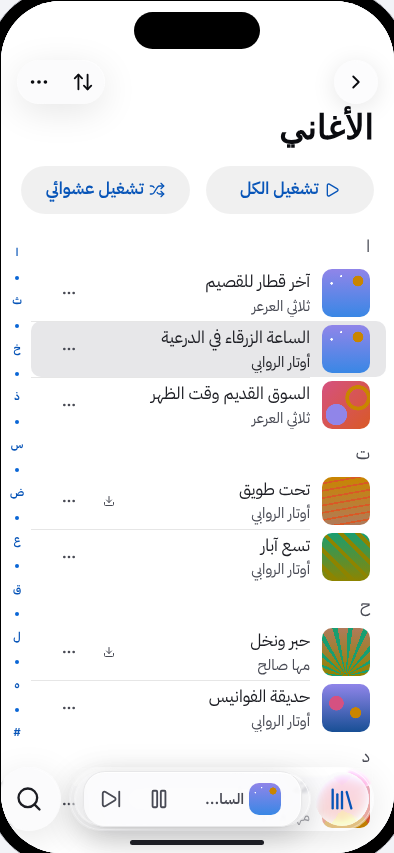 الأغاني
تشغيل الكل
تشغيل عشوائي
ا
آخر قطار للقصيم
ثلاثي العرعر
الساعة الزرقاء في الدرعية
أوتار الروابي
السوق القديم وقت الظهر
ثلاثي العرعر
ت
تحت طويق
أوتار الروابي
تسع آبار
أوتار الروابي
ح
حبر ونخل
مها صالح
حديقة الفوانيس
أوتار الروابي
د
السا...
ا
ث
خ
ذ
س
ض
ع
ق
ل
ه
#